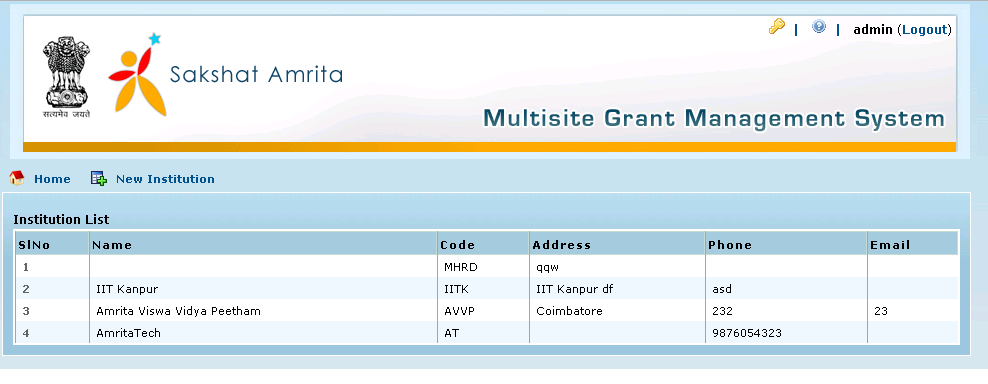 admin (Logout)
सत्यमेव जयते
Sakshat Amrita
Multisite Grant Management System
Home New Institution
Institution List
SlNo Name Code Address Phone Email
1 MHRD qqw
2 IIT Kanpur IITK IIT Kanpur df asd
3 Amrita Viswa Vidya Peetham AVVP Coimbatore 232 23
4 AmritaTech AT 9876054323